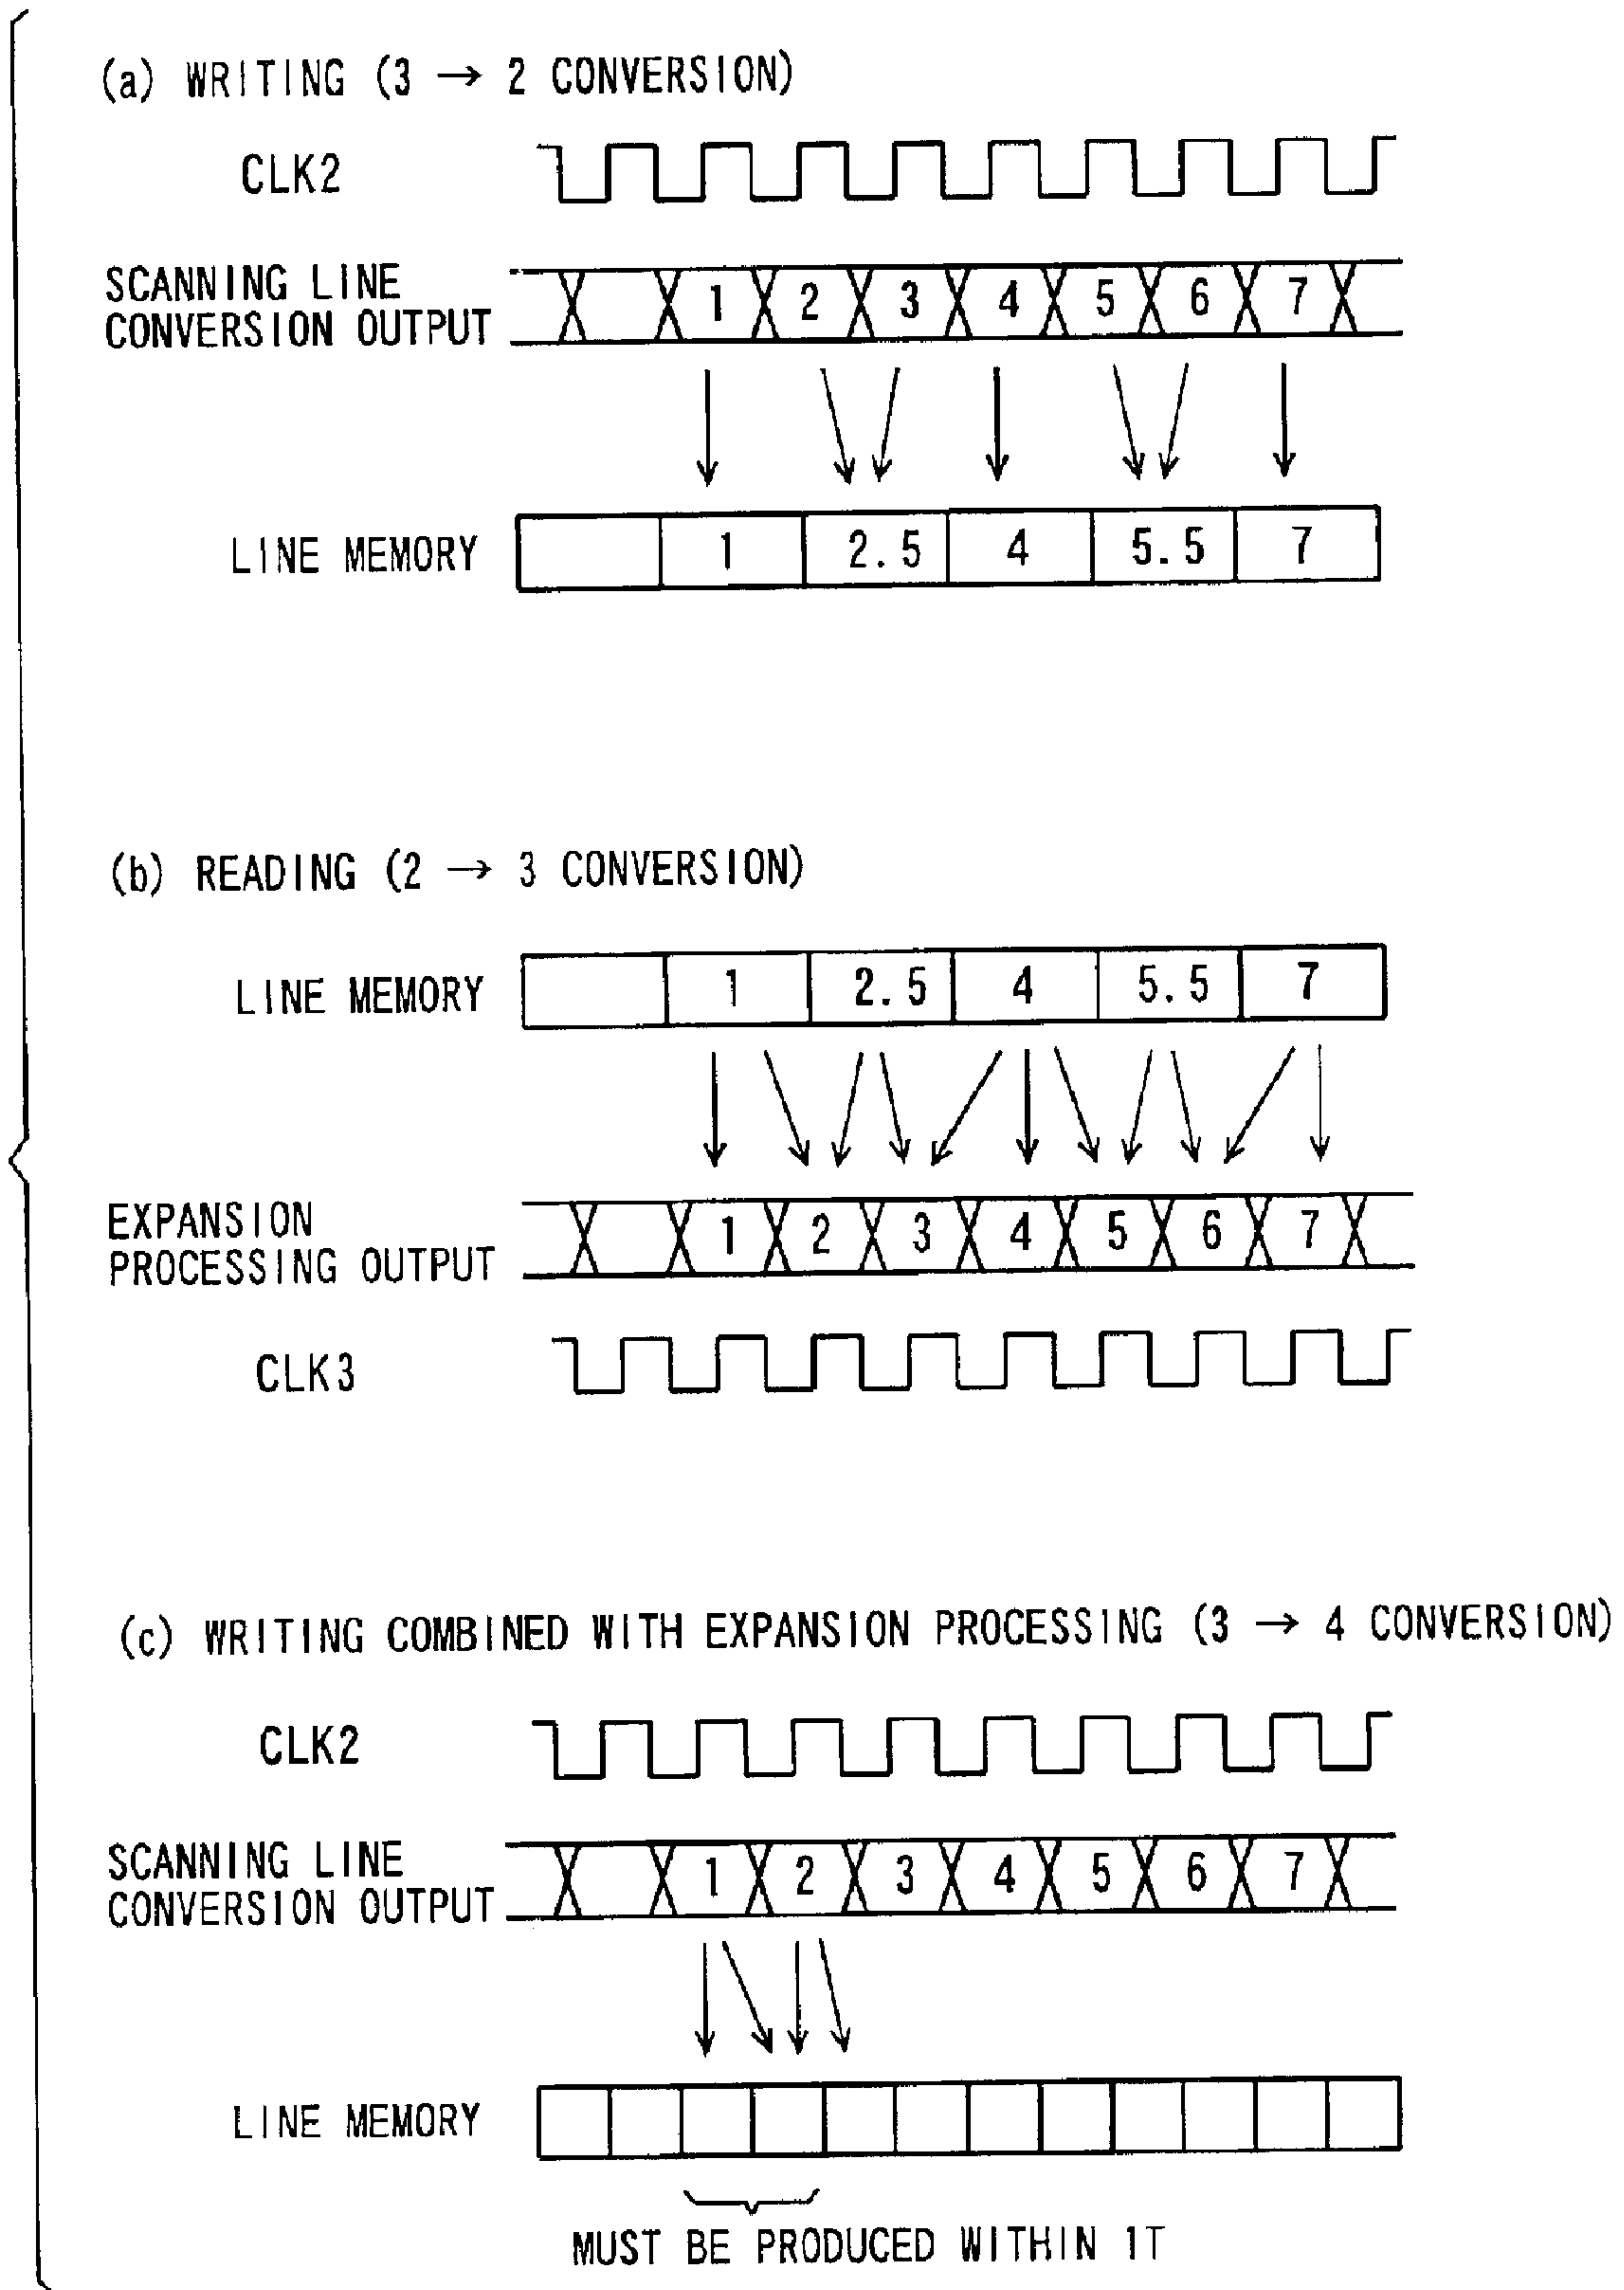 (a) WRITING (3 → 2 CONVERSION)
CLK2
SCANNING LINE
CONVERSION OUTPUT
1 2 3 4 5 6 7
LINE MEMORY
1 2.5 4 5.5 7
(b) READING (2 → 3 CONVERSION)
LINE MEMORY
1 2.5 4 5.5 7
EXPANSION
PROCESSING OUTPUT
1 2 3 4 5 6 7
CLK3
(c) WRITING COMBINED WITH EXPANSION PROCESSING (3 → 4 CONVERSION)
CLK2
SCANNING LINE
CONVERSION OUTPUT
1 2 3 4 5 6 7
LINE MEMORY
MUST BE PRODUCED WITHIN 1T